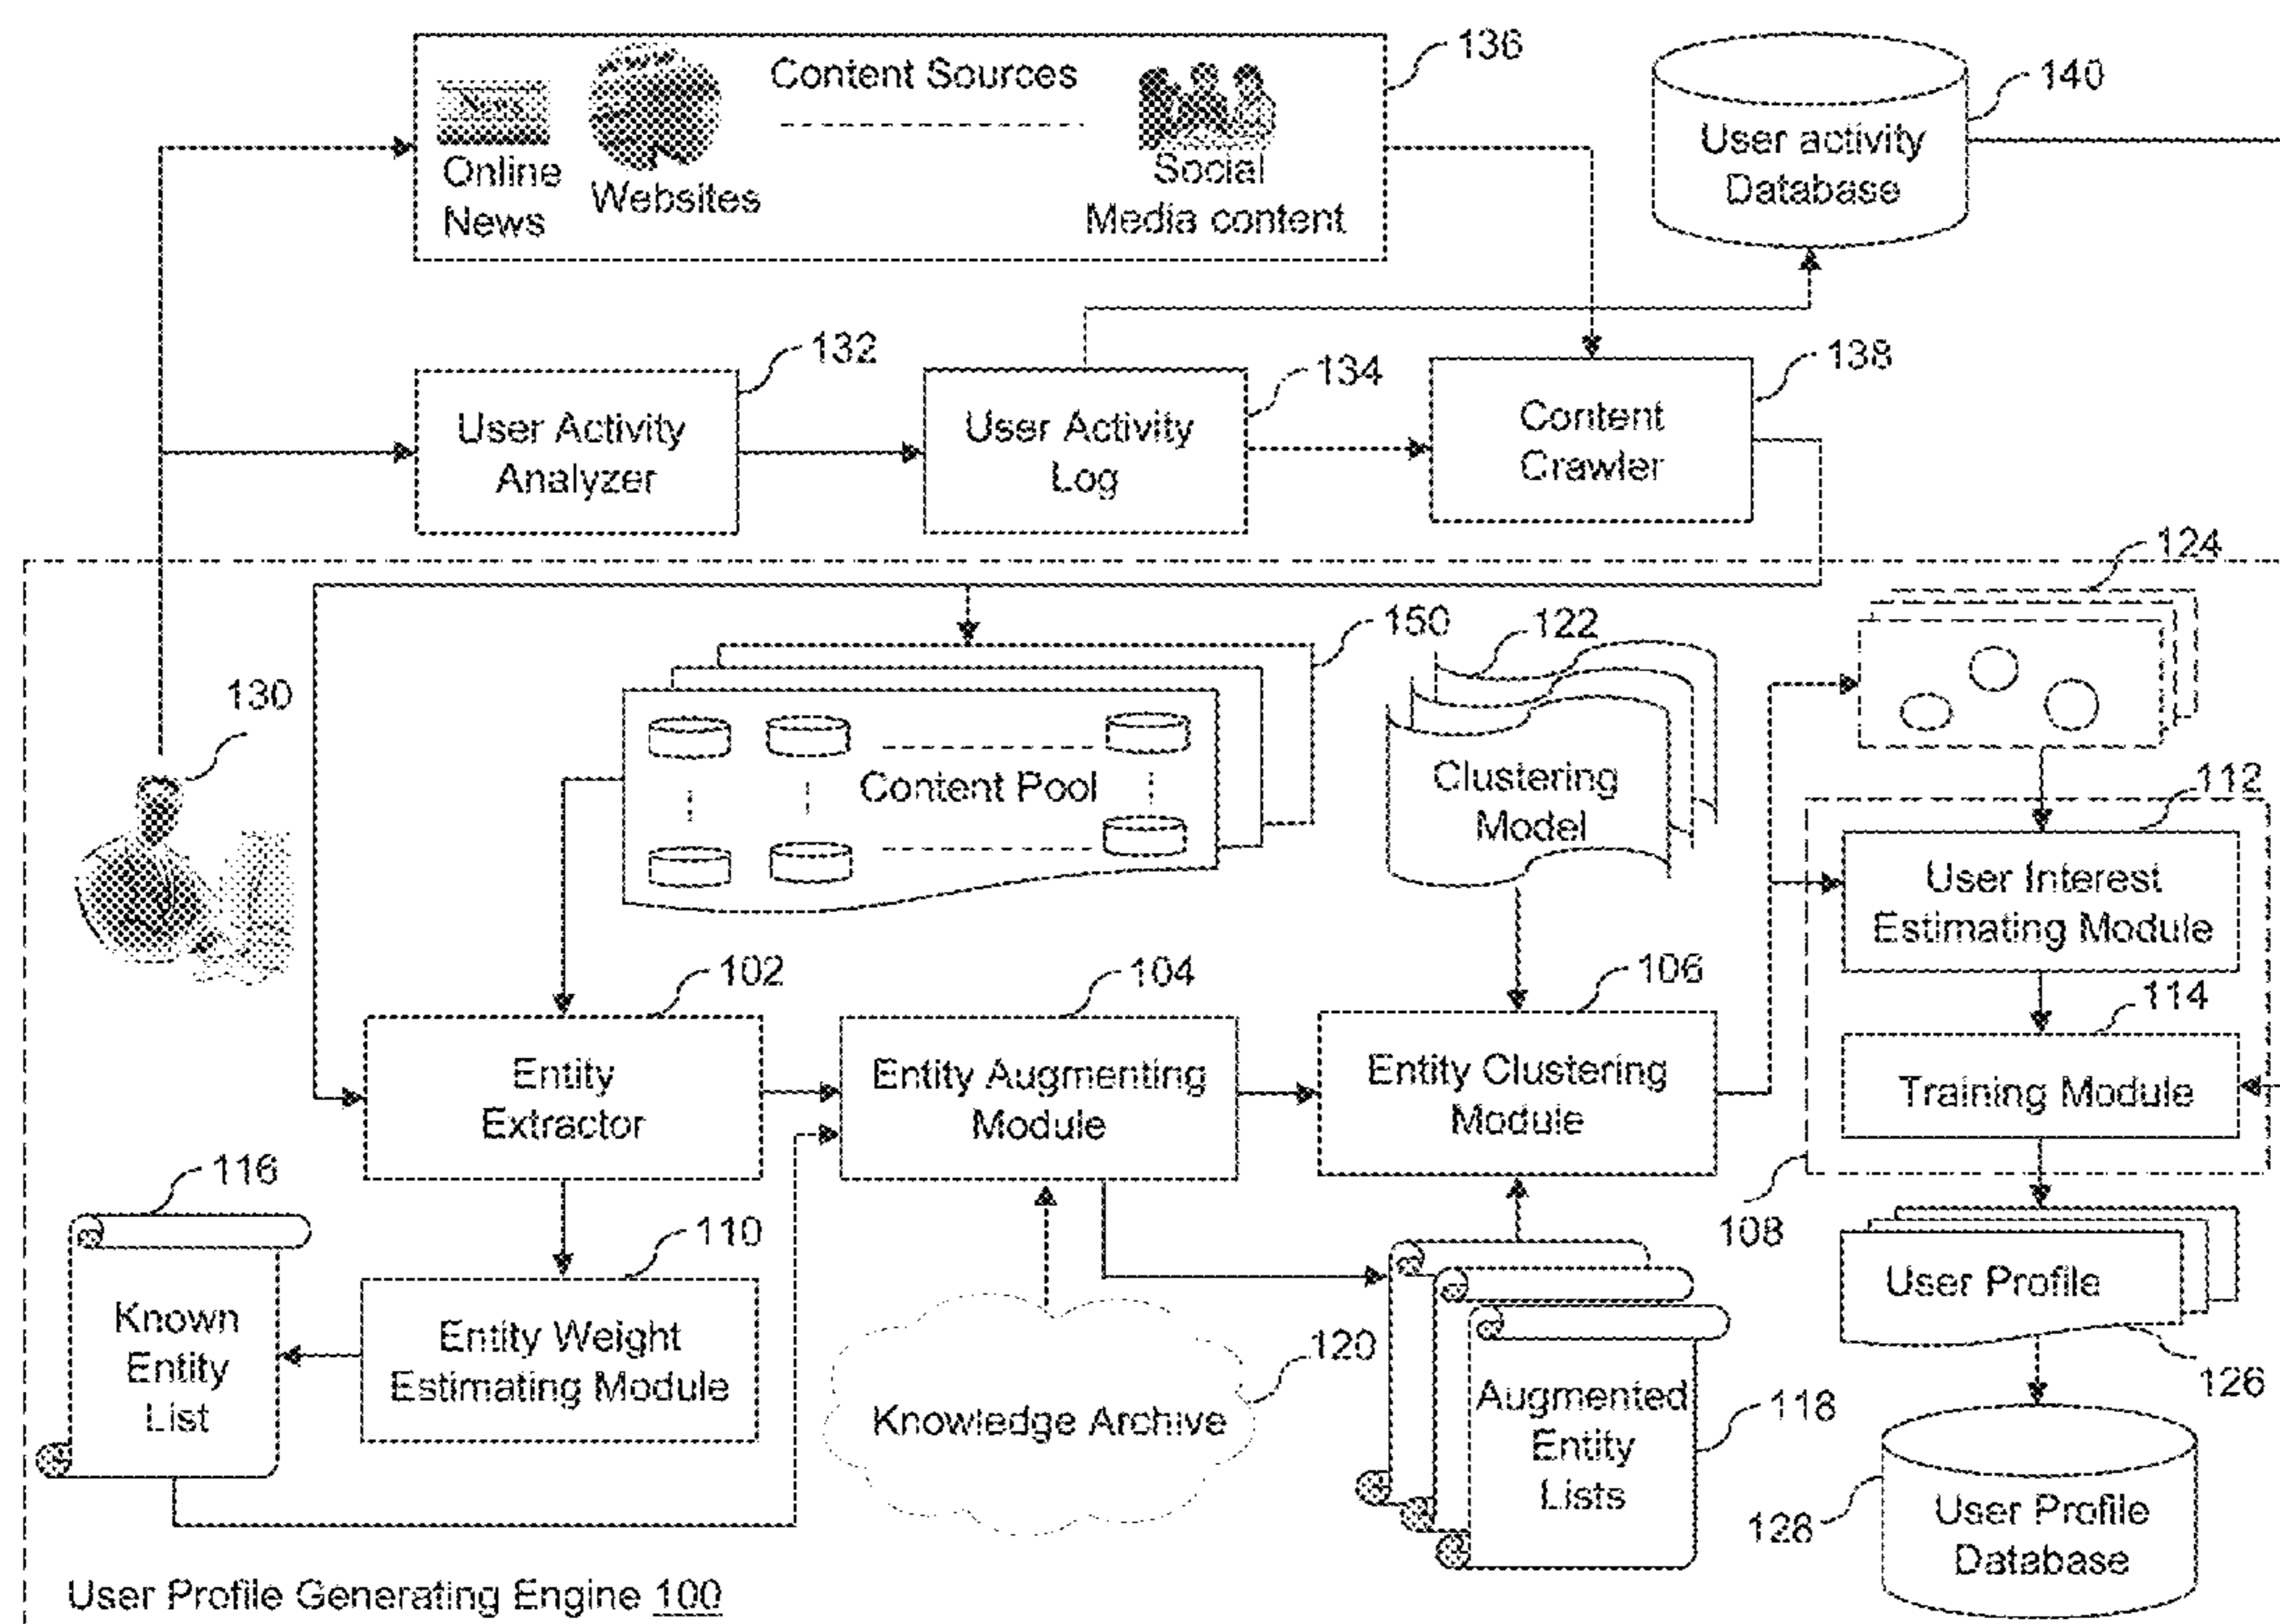 136
Content Sources
News
Online
News
Websites
Social
Media content
140
User activity
Database
132
User Activity
Analyzer
134
User Activity
Log
138
Content
Crawler
124
150
122
130
Content Pool
Clustering
Model
112
User Interest
Estimating Module
102
Entity
Extractor
104
Entity Augmenting
Module
106
Entity Clustering
Module
114
Training Module
108
116
Known
Entity
List
110
Entity Weight
Estimating Module
120
Knowledge Archive
118
Augmented
Entity
Lists
User Profile
126
128
User Profile
Database
User Profile Generating Engine 100